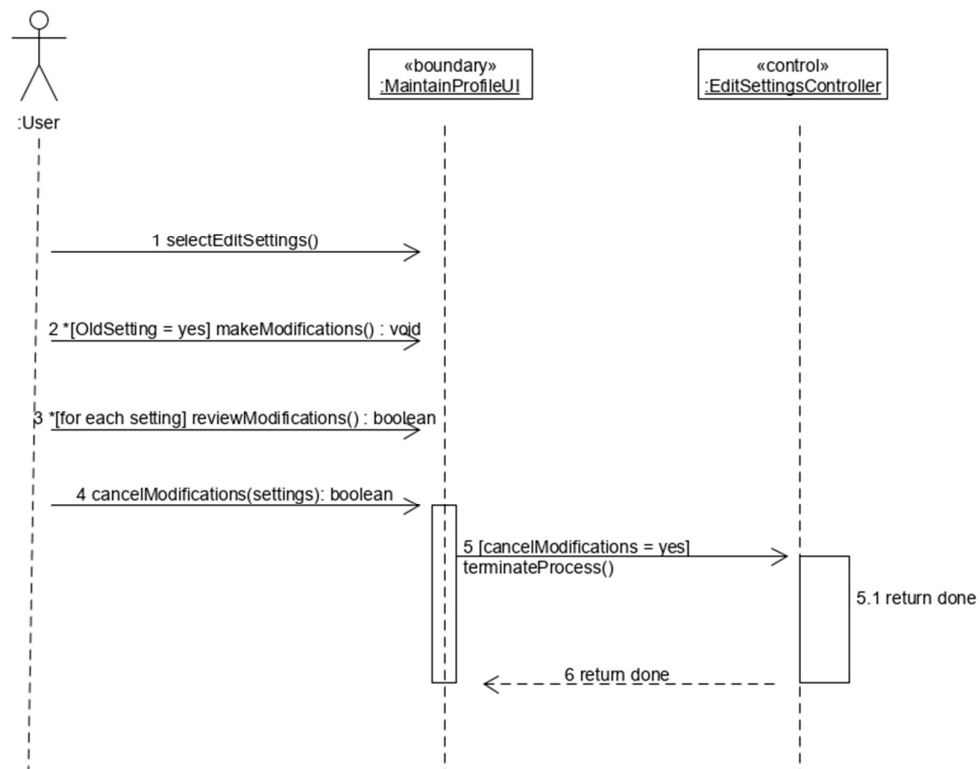 «boundary»
:MaintainProfileUI
«control»
:EditSettingsController
:User
1 selectEditSettings()
2 *[OldSetting = yes] makeModifications() : void
3 *[for each setting] reviewModifications() : boolean
4 cancelModifications(settings): boolean
5 [cancelModifications = yes]
terminateProcess()
5.1 return done
6 return done